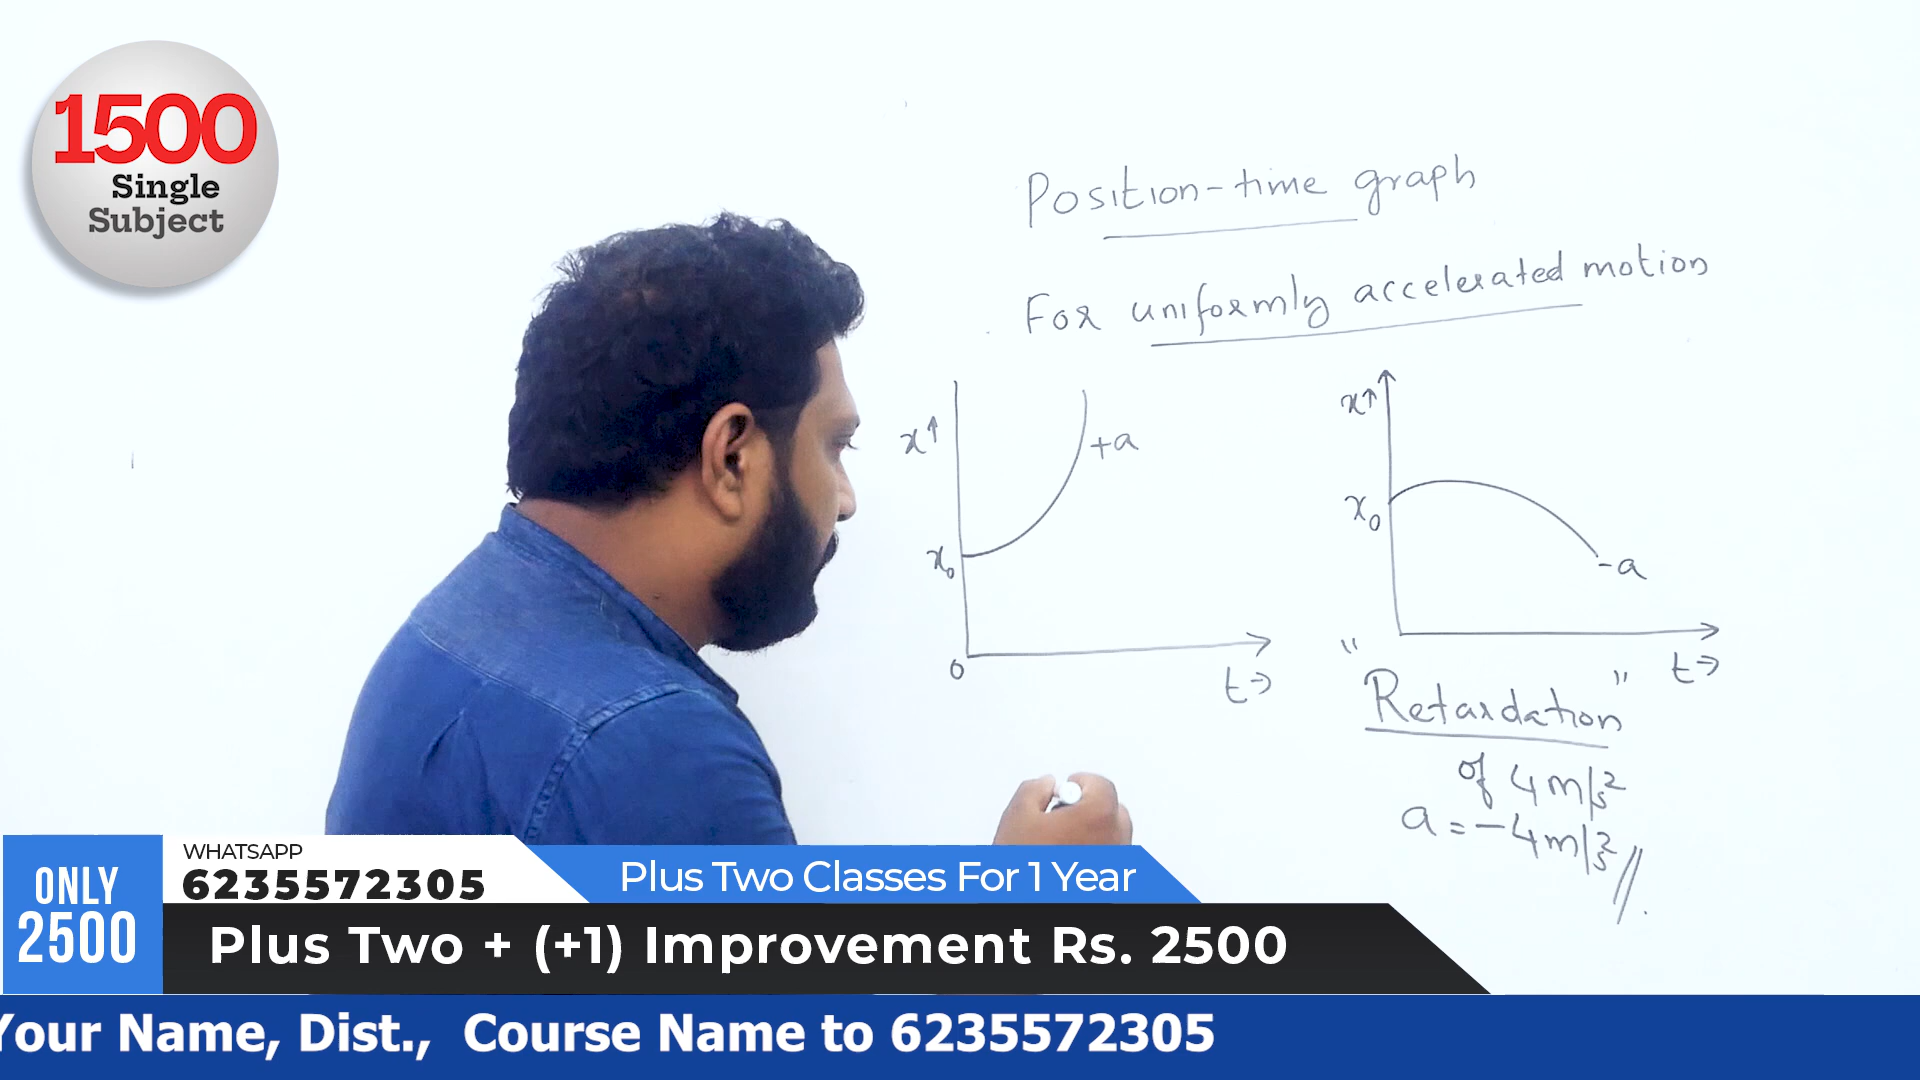 1500
Single
Subject
Position-time graph
For uniformly accelerated motion
x↑
+a
x₀
0
t→
x↑
x₀
-a
t→
"Retardation"
of 4m/s²
a=-4m/s²//.
ONLY
2500
WHATSAPP
6235572305
Plus Two Classes For 1 Year
Plus Two + (+1) Improvement Rs. 2500
Your Name, Dist., Course Name to 6235572305